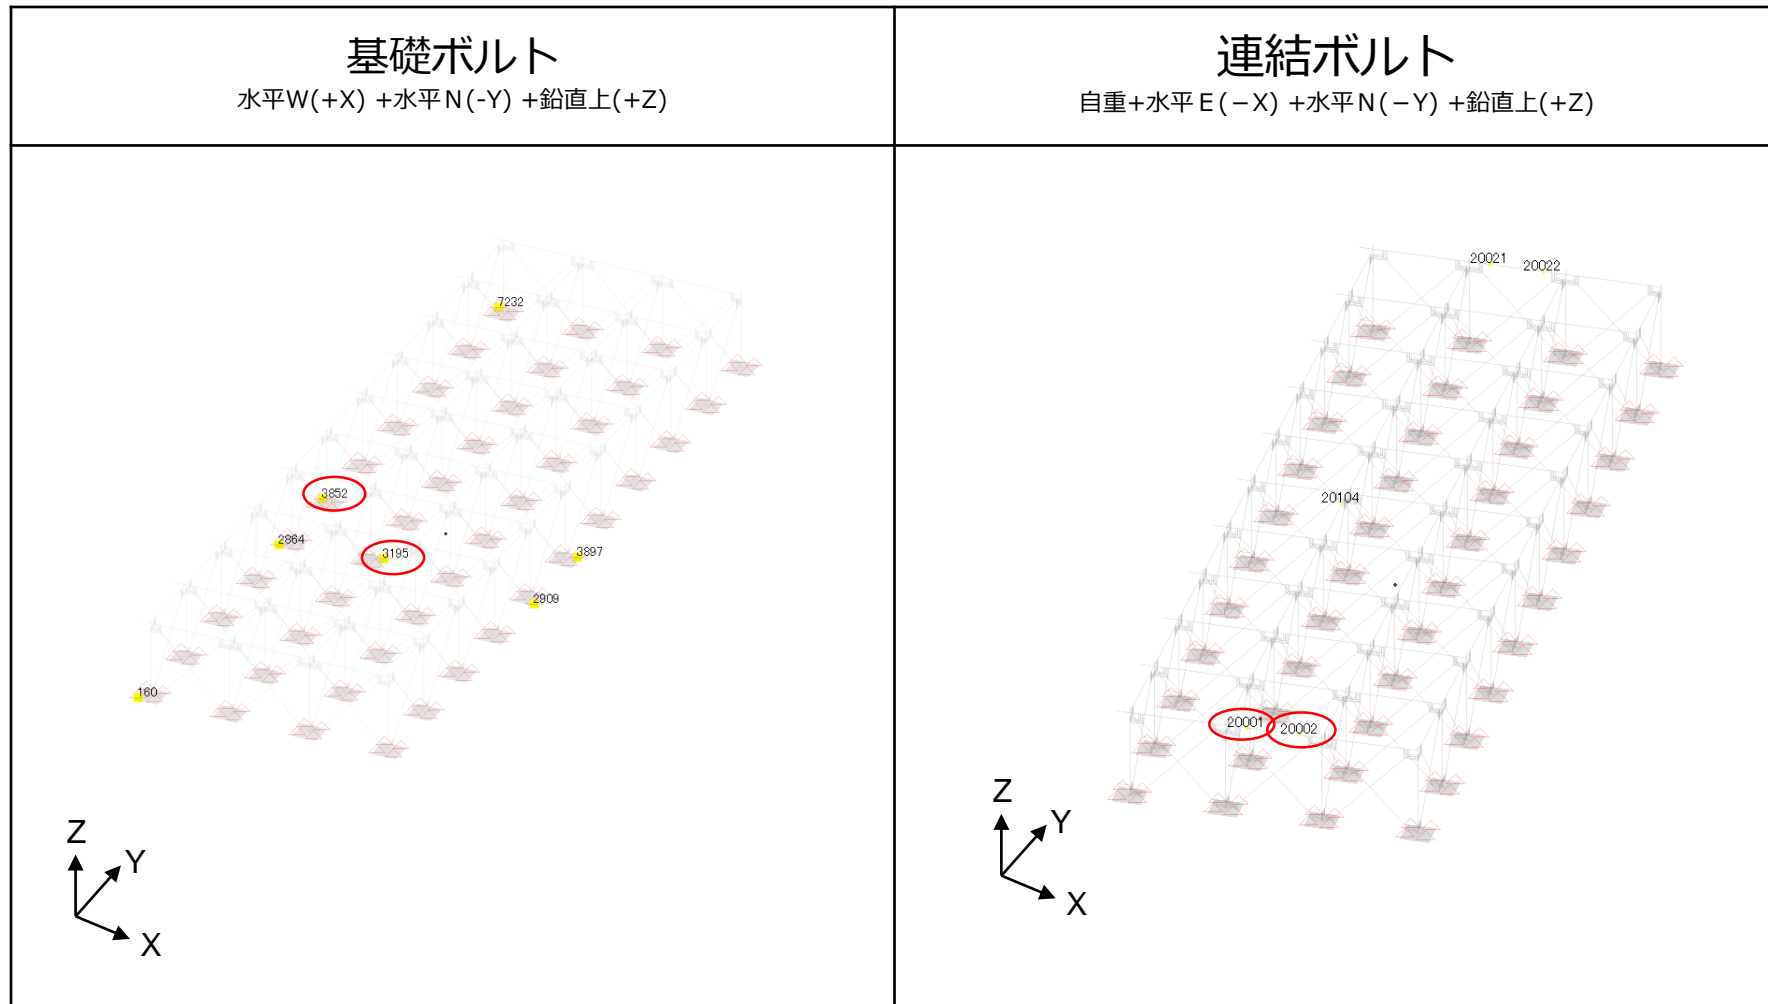 基礎ボルト
水平W(+X) +水平N(-Y) +鉛直上(+Z)
7232
3852
2864
3195
3897
2909
160
Z
Y
X
連結ボルト
自重+水平E(−X) +水平N(−Y) +鉛直上(+Z)
20021
20022
20104
20001
20002
Z
Y
X